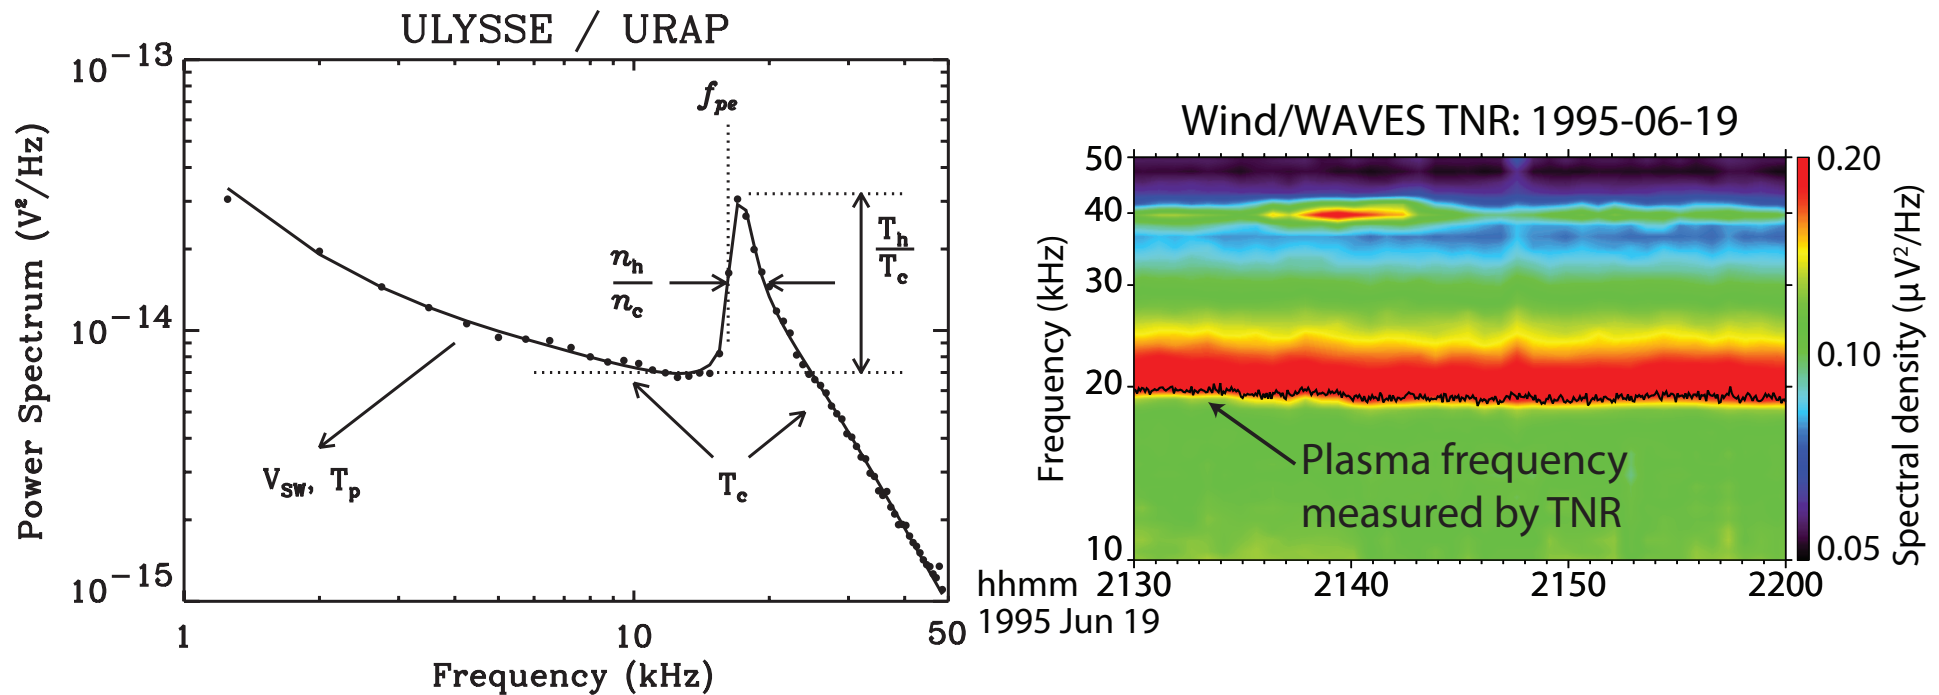 ULYSSE / URAP
10⁻¹³
10⁻¹⁴
10⁻¹⁵
Power Spectrum (V²/Hz)
f_pe
n_h
n_c
T_h
T_c
V_SW, T_p
T_c
1
10
50
Frequency (kHz)
Wind/WAVES TNR: 1995-06-19
50
40
30
20
10
Frequency (kHz)
Plasma frequency
measured by TNR
0.20
0.10
0.05
Spectral density (μ V²/Hz)
hhmm
2130
2140
2150
2200
1995 Jun 19